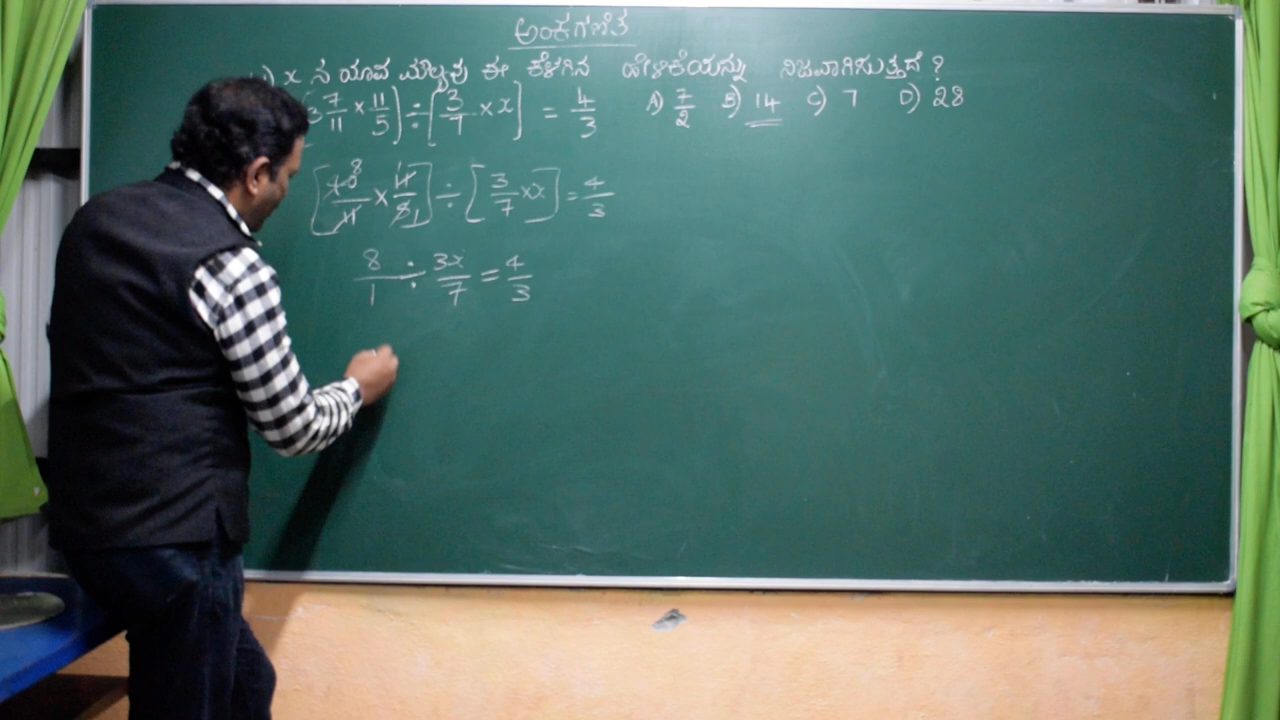 ಅಂಕಗಣಿತ
1) x ನ ಯಾವ ಮೌಲ್ಯವು ಈ ಕೆಳಗಿನ ಹೇಳಿಕೆಯನ್ನು ನಿಜವಾಗಿಸುತ್ತದೆ ?
3 7/11 × 11/5] ÷ [3/7 × x] = 4/3 A) 7/2 B) 14 C) 7 D) 28
[40/11 × 11/5] ÷ [3/7 × x] = 4/3
8/1 ÷ 3x/7 = 4/3